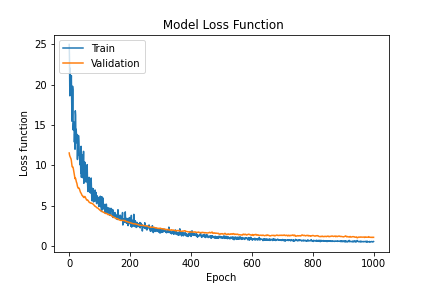 Model Loss Function
25
20
15
10
5
0
Loss function
Train
Validation
0 200 400 600 800 1000
Epoch